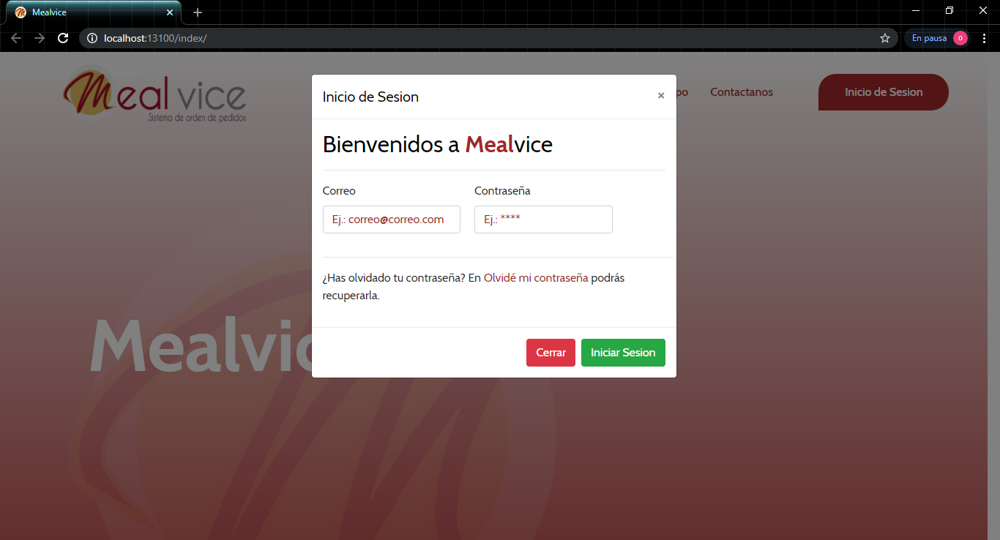 Mealvice
localhost:13100/index/
En pausa
o
Meal vice
Sistema de orden de pedidos
po
Contactanos
Inicio de Sesion
Inicio de Sesion
×
Bienvenidos a Mealvice
Correo
Contraseña
Ej.: correo@correo.com
Ej.: ****
¿Has olvidado tu contraseña? En Olvidé mi contraseña podrás
recuperarla.
Mealvic
Cerrar
Iniciar Sesion